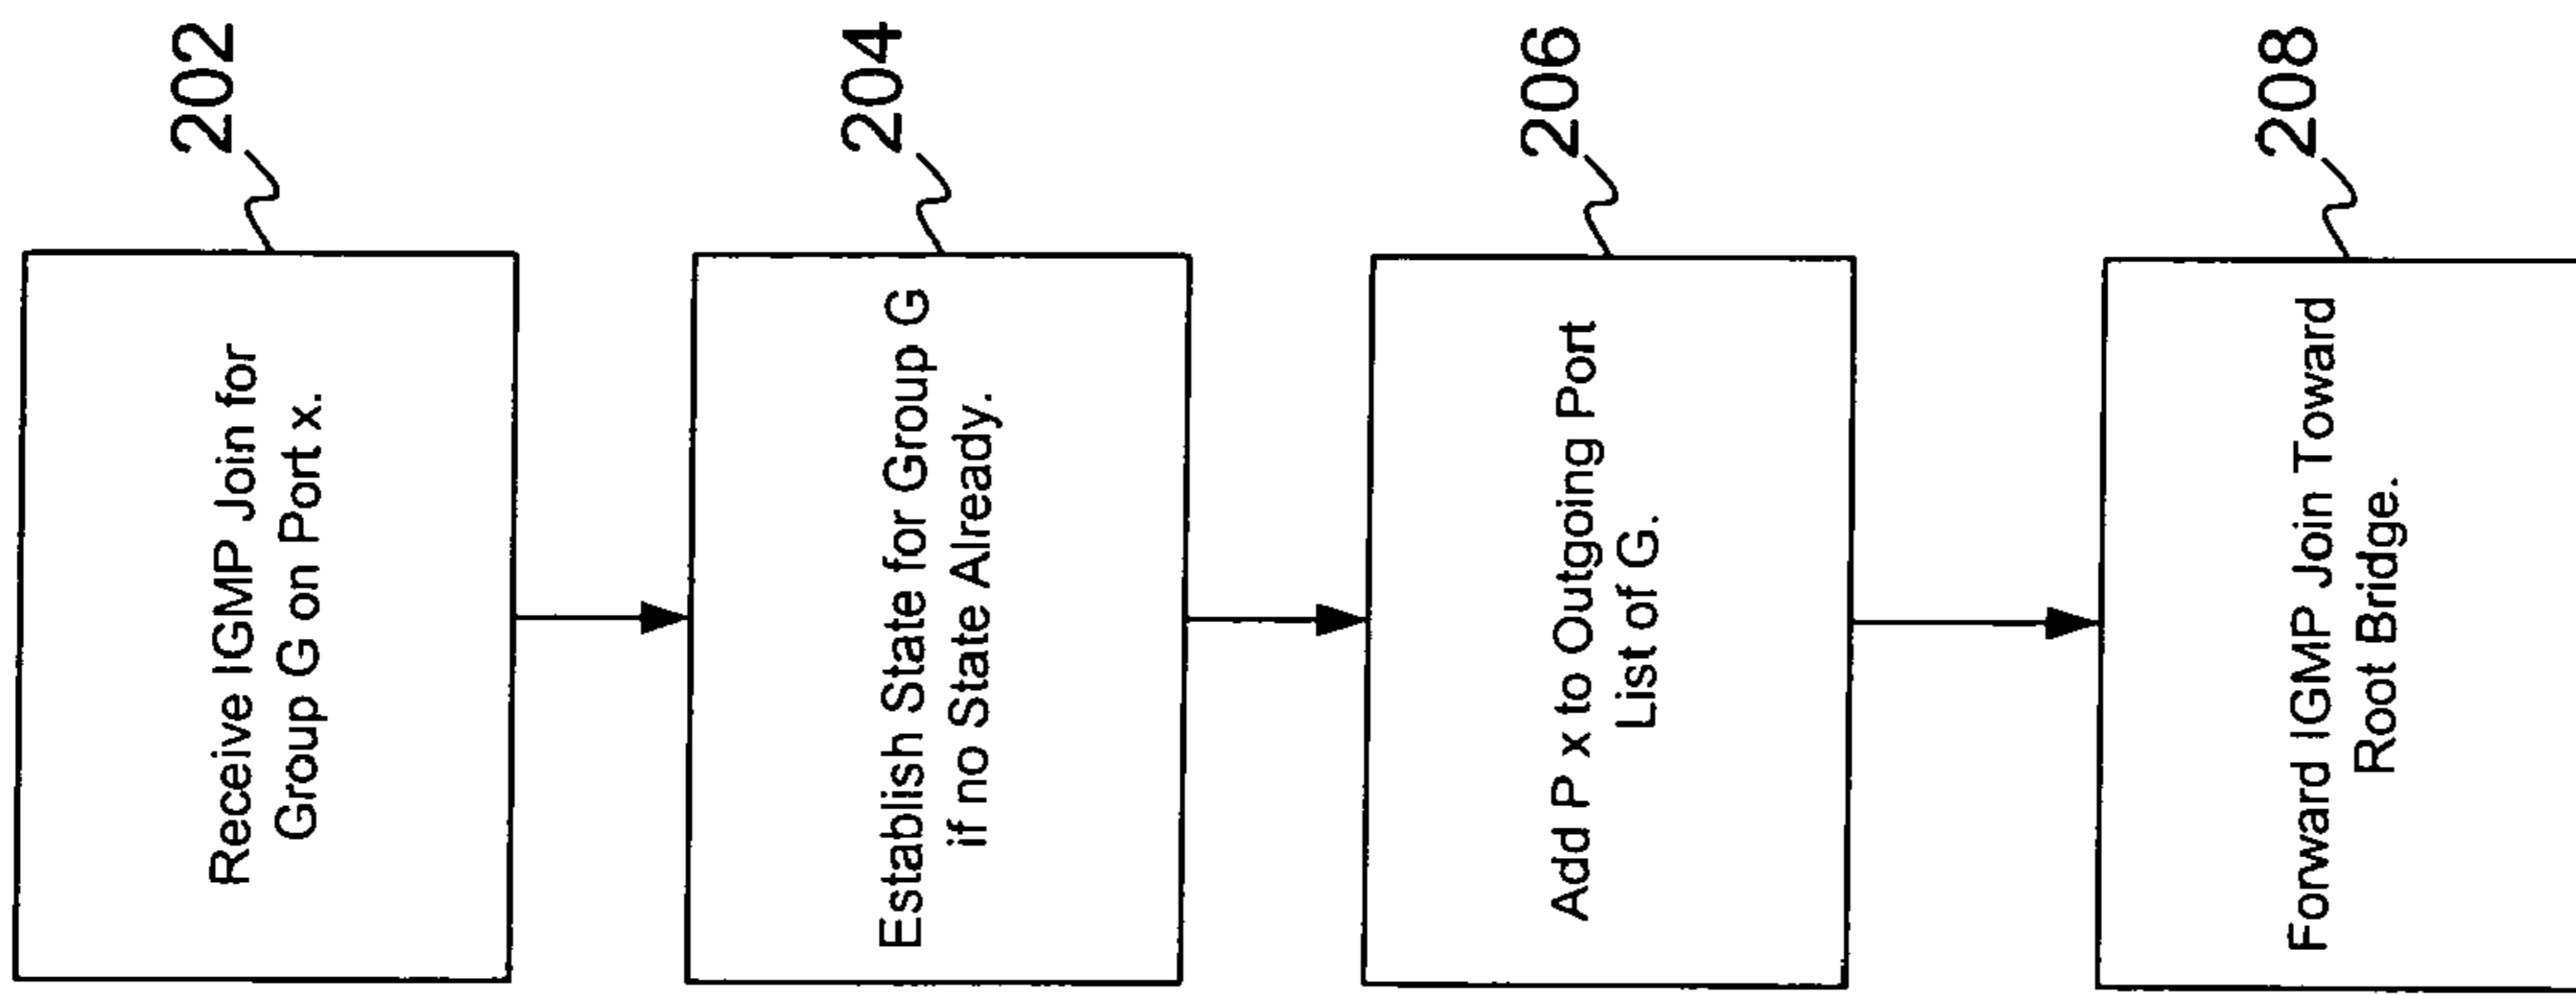 202
Receive IGMP Join for
Group G on Port x.
204
Establish State for Group G
if no State Already.
206
Add P x to Outgoing Port
List of G.
208
Forward IGMP Join Toward
Root Bridge.